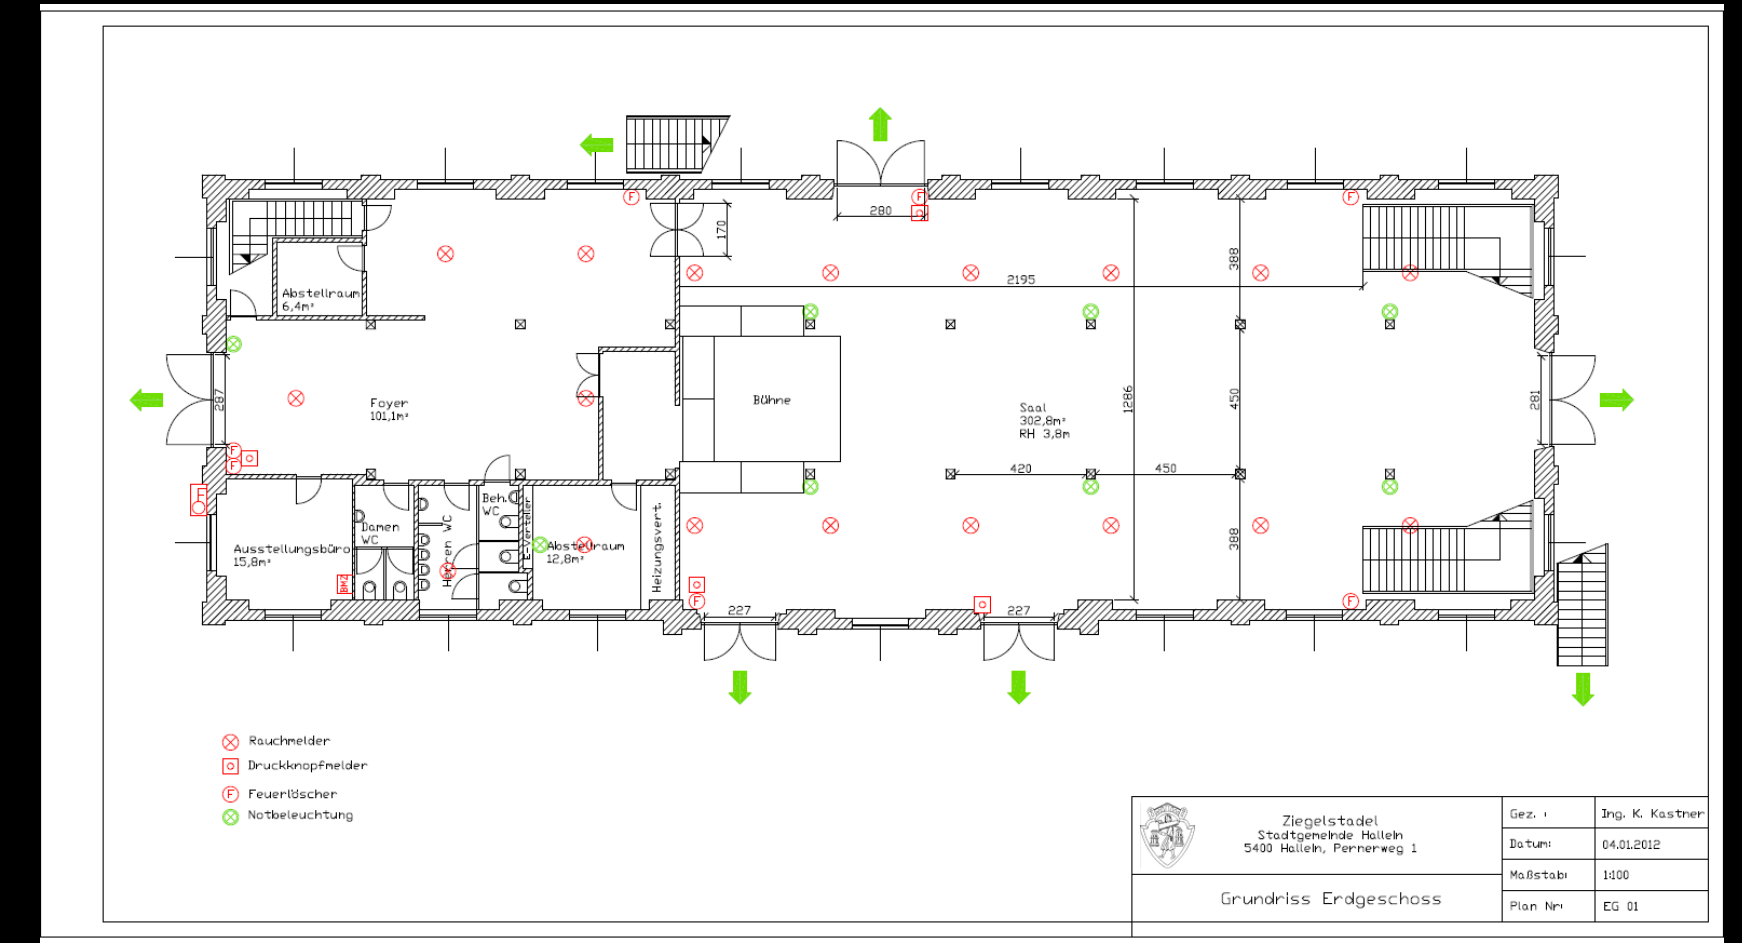 F
F
280
170
388
2195
Abstellraum
6,4m²
287
Foyer
101,1m²
Bühne
Saal
302,8m²
RH 3,8m
1286
450
281
F
F
F
420
450
Ausstellungsbüro
15,8m²
BMZ
Damen
WC
Herren WC
Beh.
WC
E-Verteiler
Abstellraum
12,8m²
Heizungsvert.
388
F
227
227
F
F
Rauchmelder
Druckknopfmelder
F Feuerlöscher
Notbeleuchtung
Ziegelstadel
Stadtgemeinde Hallein
5400 Hallein, Pernerweg 1
Grundriss Erdgeschoss
Gez. : Ing. K. Kastner
Datum: 04.01.2012
Maßstab: 1:100
Plan Nr: EG 01